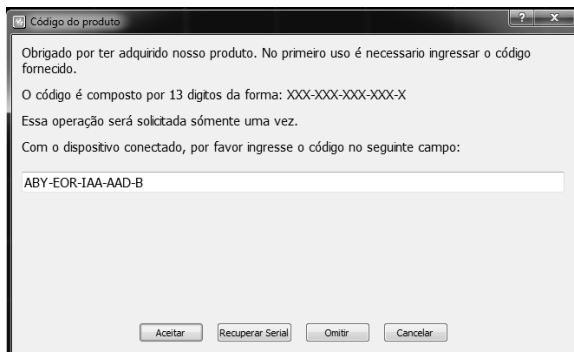 Código do produto
Obrigado por ter adquirido nosso produto. No primeiro uso é necessario ingressar o código
fornecido.
O código é composto por 13 digitos da forma: XXX-XXX-XXX-XXX-X
Essa operação será solicitada sómente uma vez.
Com o dispositivo conectado, por favor ingresse o código no seguinte campo:
ABY-EOR-IAA-AAD-B
Aceitar Recuperar Serial Omitir Cancelar